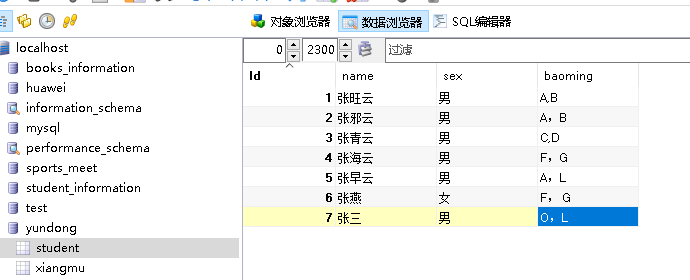 对象浏览器 数据浏览器 SQL编辑器
localhost
books_information
huawei
information_schema
mysql
performance_schema
sports_meet
student_information
test
yundong
student
xiangmu
0 2300 过滤
Id name sex baoming
1 张旺云 男 A,B
2 张邪云 男 A，B
3 张青云 男 C,D
4 张海云 男 F，G
5 张早云 男 A，L
6 张燕 女 F，G
7 张三 男 O，L